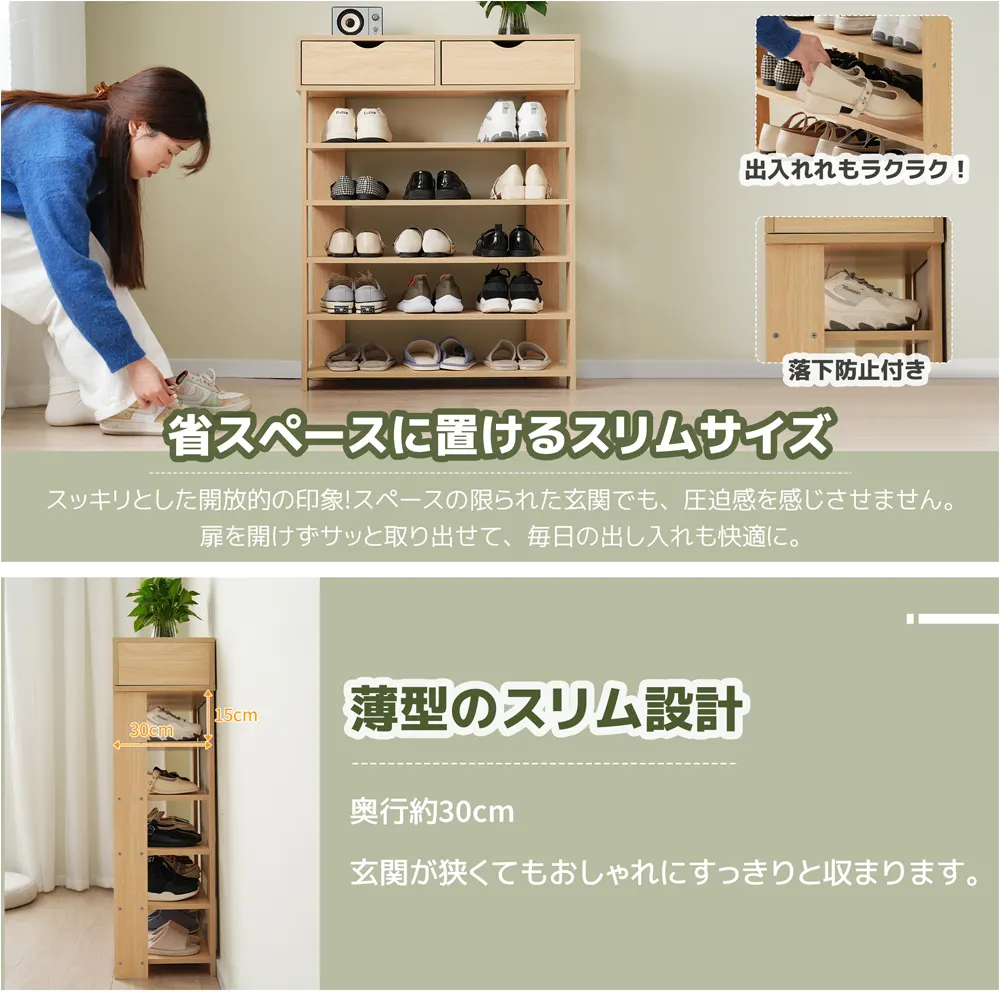 出入れれもラクラク！
落下防止付き
省スペースに置けるスリムサイズ
スッキリとした開放的の印象!スペースの限られた玄関でも、圧迫感を感じさせません。
扉を開けずサッと取り出せて、毎日の出し入れも快適に。
15cm
30cm
薄型のスリム設計
奥行約30cm
玄関が狭くてもおしゃれにすっきりと収まります。